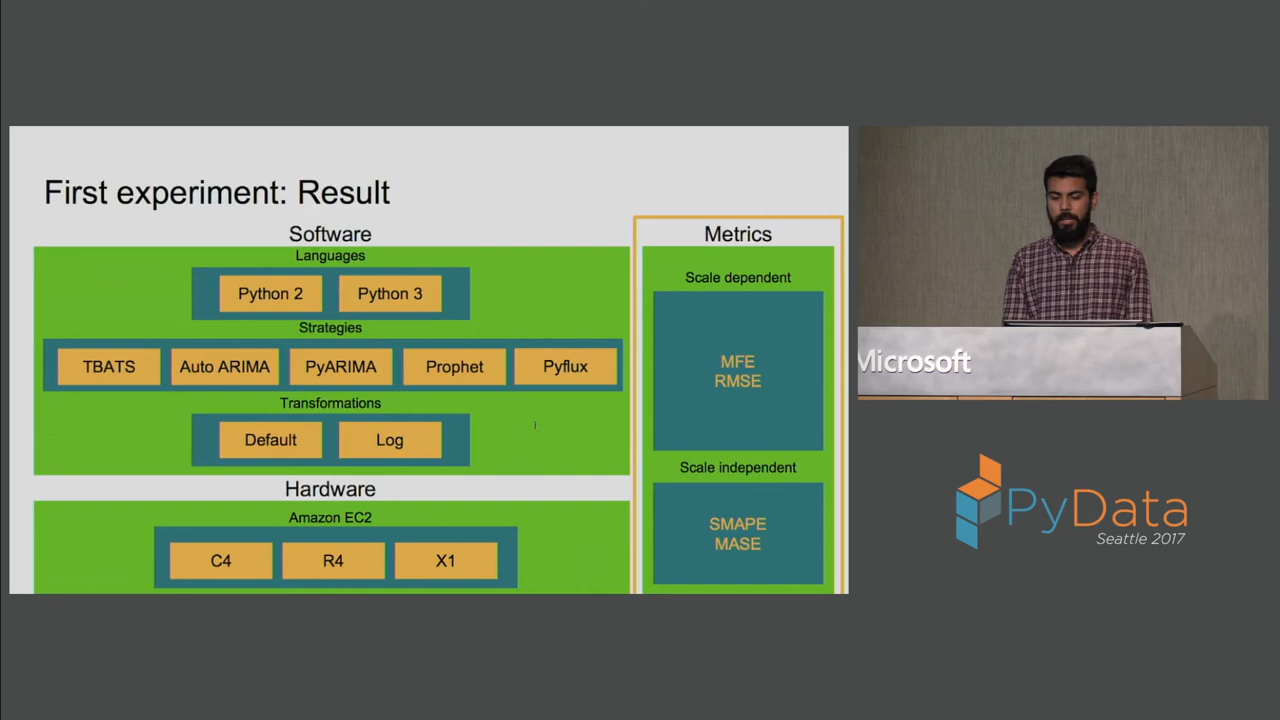 First experiment: Result
Software
Languages
Python 2
Python 3
Strategies
TBATS
Auto ARIMA
PyARIMA
Prophet
Pyflux
Transformations
Default
Log
Hardware
Amazon EC2
C4
R4
X1
Metrics
Scale dependent
MFE
RMSE
Scale independent
SMAPE
MASE
Microsoft
PyData
Seattle 2017